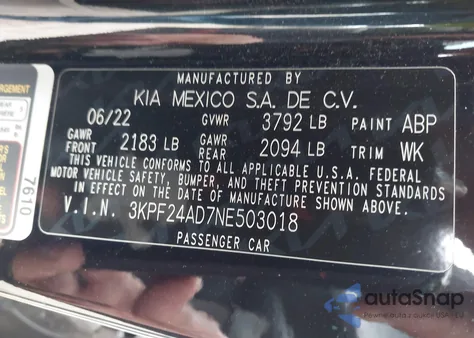 MANUFACTURED BY
KIA MEXICO S.A. DE C.V.
06/22 GVWR 3792 LB PAINT ABP
GAWR FRONT 2183 LB GAWR REAR 2094 LB TRIM WK
THIS VEHICLE CONFORMS TO ALL APPLICABLE U.S.A. FEDERAL
MOTOR VEHICLE SAFETY, BUMPER, AND THEFT PREVENTION STANDARDS
IN EFFECT ON THE DATE OF MANUFACTURE SHOWN ABOVE.
V.I.N. 3KPF24AD7NE503018
PASSENGER CAR
7610
autaSnap